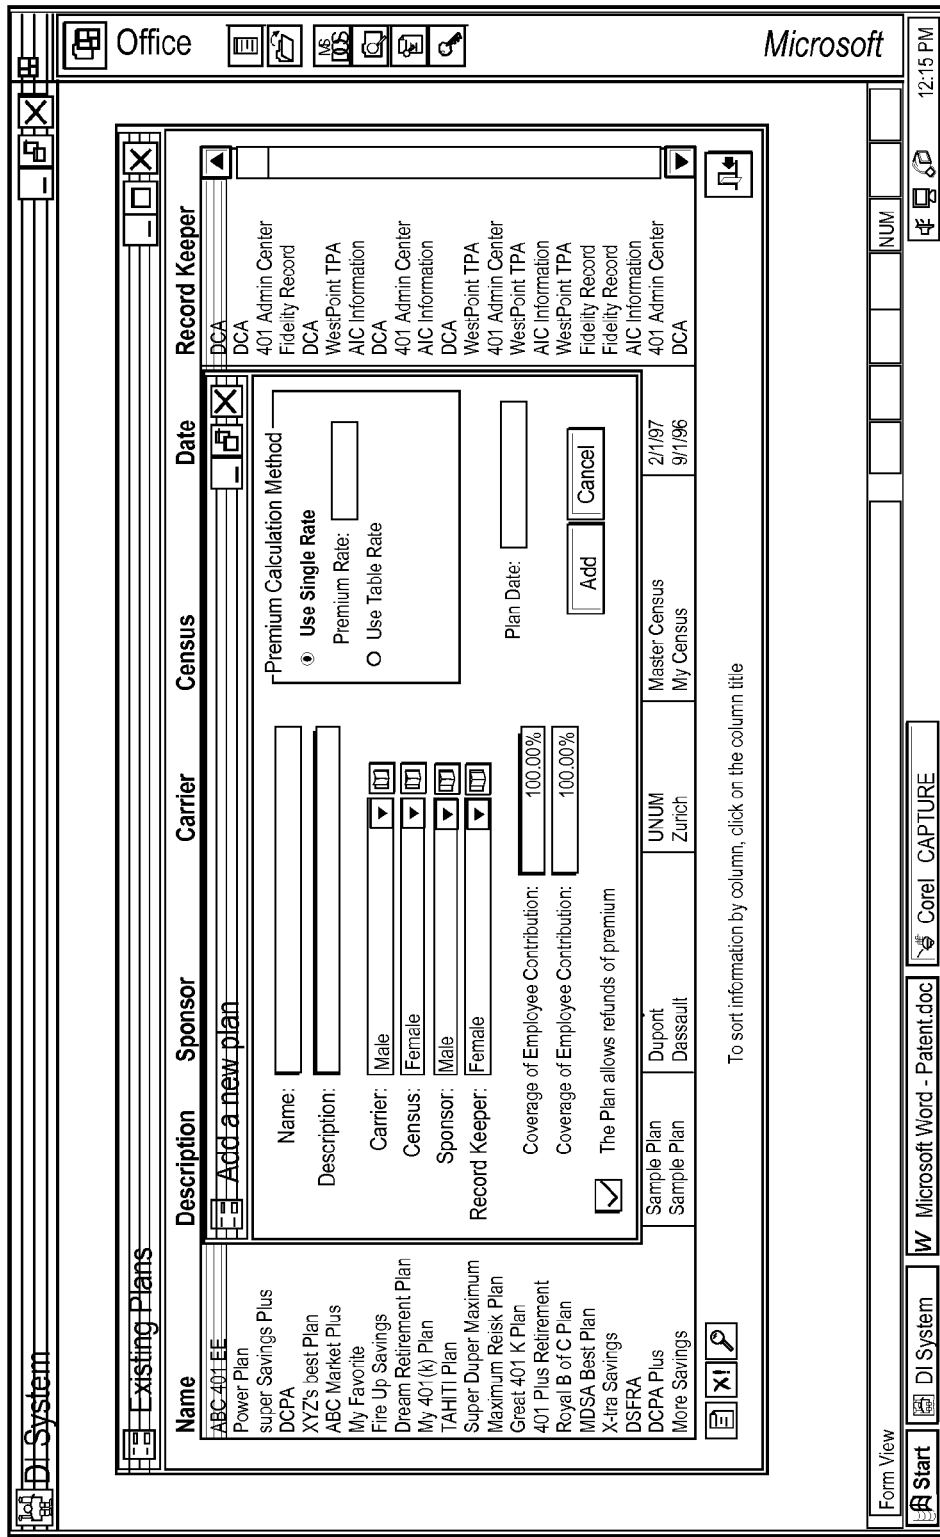 DI System
Office
MS DOS
Microsoft
Existing Plans
Name Description Sponsor Carrier Census Date Record Keeper
ABC 401 EE DCA
Power Plan DCA
super Savings Plus 401 Admin Center
DCPA Fidelity Record
XYZ's best Plan DCA
ABC Market Plus WestPoint TPA
My Favorite AIC Information
Fire Up Savings DCA
Dream Retirement Plan 401 Admin Center
My 401(k) Plan AIC Information
TAHITI Plan DCA
Super Duper Maximum WestPoint TPA
Maximum Reisk Plan 401 Admin Center
Great 401 K Plan WestPoint TPA
401 Plus Retirement AIC Information
Royal B of C Plan WestPoint TPA
MDSA Best Plan Fidelity Record
X-tra Savings Fidelity Record
DSFRA AIC Information
DCPA Plus Sample Plan Dupont UNUM Master Census 2/1/97 401 Admin Center
More Savings Sample Plan Dassault Zurich My Census 9/1/96 DCA
Add a new plan
Name:
Description:
Carrier: Male
Census: Female
Sponsor: Male
Record Keeper: Female
Coverage of Employee Contribution: 100.00%
Coverage of Employee Contribution: 100.00%
The Plan allows refunds of premium
Premium Calculation Method
Use Single Rate
Premium Rate:
Use Table Rate
Plan Date:
Add Cancel
To sort information by column, click on the column title
Form View NUM
Start DI System W Microsoft Word - Patent.doc Corel CAPTURE 12:15 PM